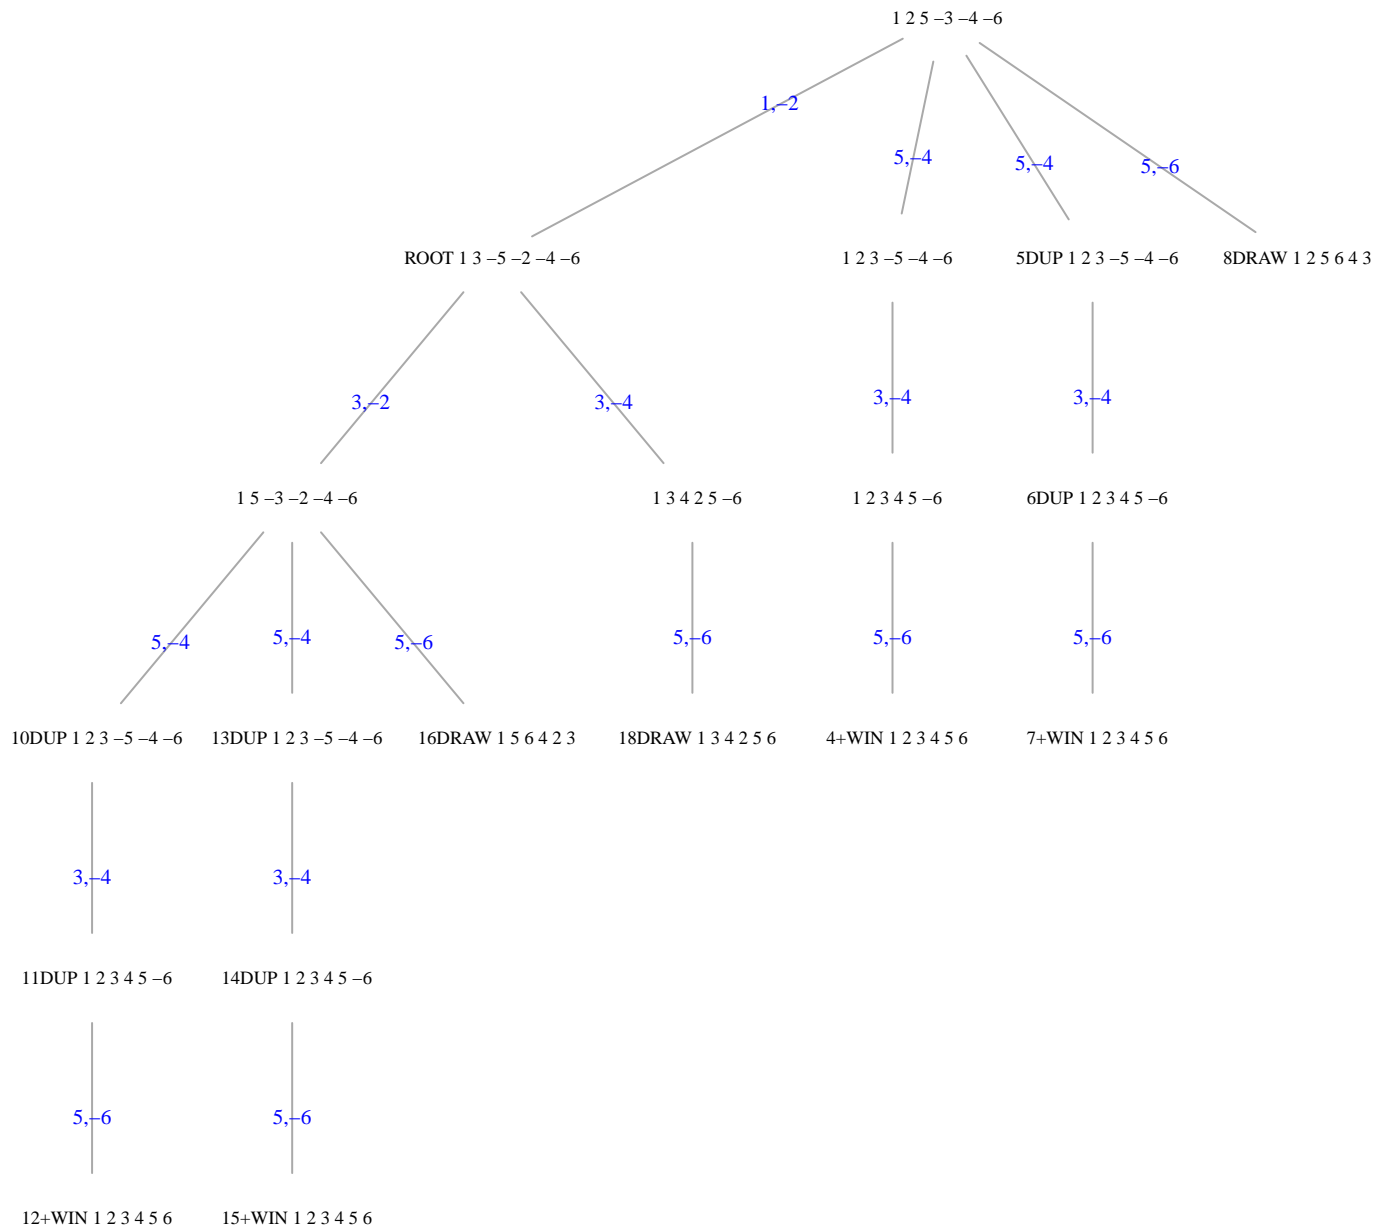 1 2 5 –3 –4 –6
1,–2
5,–4
5,–4
5,–6
ROOT 1 3 –5 –2 –4 –6
1 2 3 –5 –4 –6
5DUP 1 2 3 –5 –4 –6
8DRAW 1 2 5 6 4 3
3,–2
3,–4
3,–4
3,–4
1 5 –3 –2 –4 –6
1 3 4 2 5 –6
1 2 3 4 5 –6
6DUP 1 2 3 4 5 –6
5,–4
5,–4
5,–6
5,–6
5,–6
5,–6
10DUP 1 2 3 –5 –4 –6
13DUP 1 2 3 –5 –4 –6
16DRAW 1 5 6 4 2 3
18DRAW 1 3 4 2 5 6
4+WIN 1 2 3 4 5 6
7+WIN 1 2 3 4 5 6
3,–4
3,–4
11DUP 1 2 3 4 5 –6
14DUP 1 2 3 4 5 –6
5,–6
5,–6
12+WIN 1 2 3 4 5 6
15+WIN 1 2 3 4 5 6